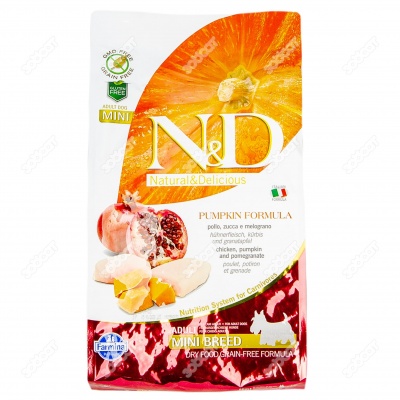 GMO FREE
GRAIN FREE
GLUTEN
FREE
ADULT DOG
MINI
N&D
Natural&Delicious
PUMPKIN FORMULA
pollo, zucca e melograno
hühnerfleisch, kürbis
und granatapfel
chicken, pumpkin
and pomegranate
poulet, potiron
et grenade
Nutrition System for Carnivores
ADULT
MINI BREED
DRY FOOD GRAIN-FREE FORMULA
Farmina